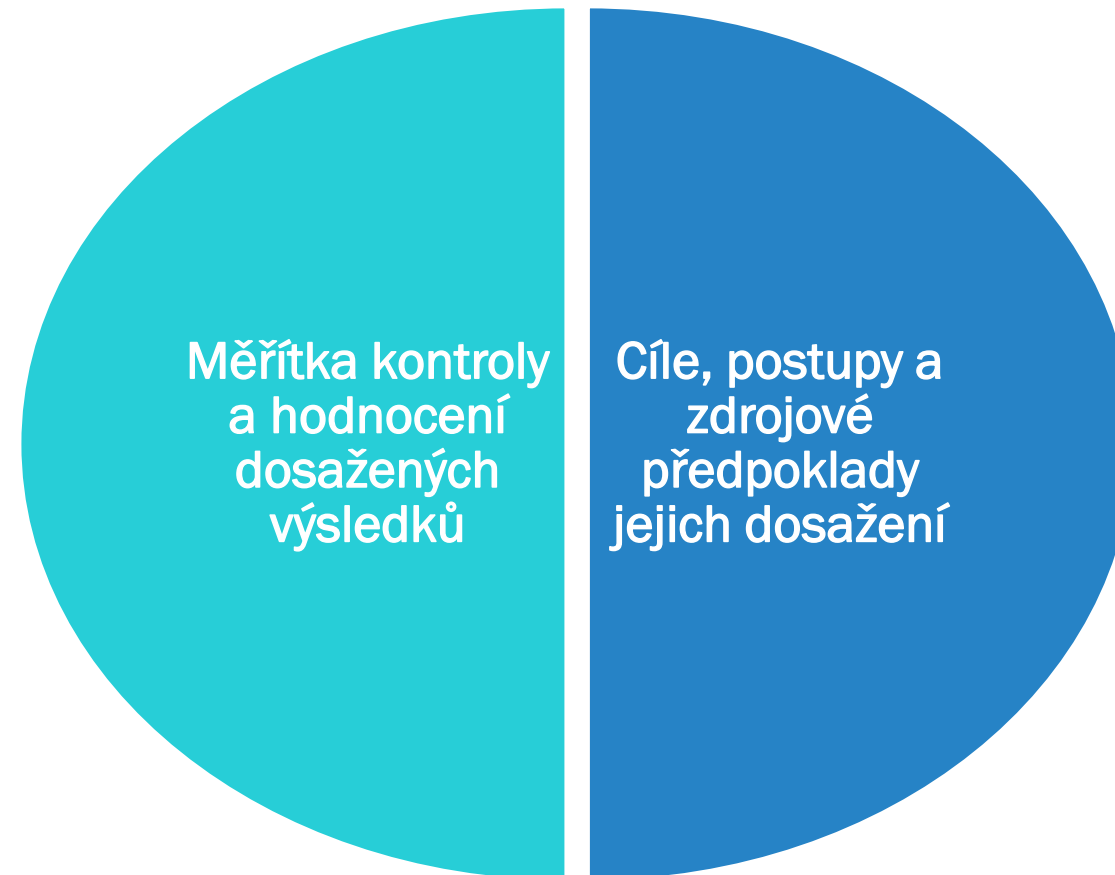 Měřítka kontroly
a hodnocení
dosažených
výsledků
Cíle, postupy a
zdrojové
předpoklady
jejich dosažení